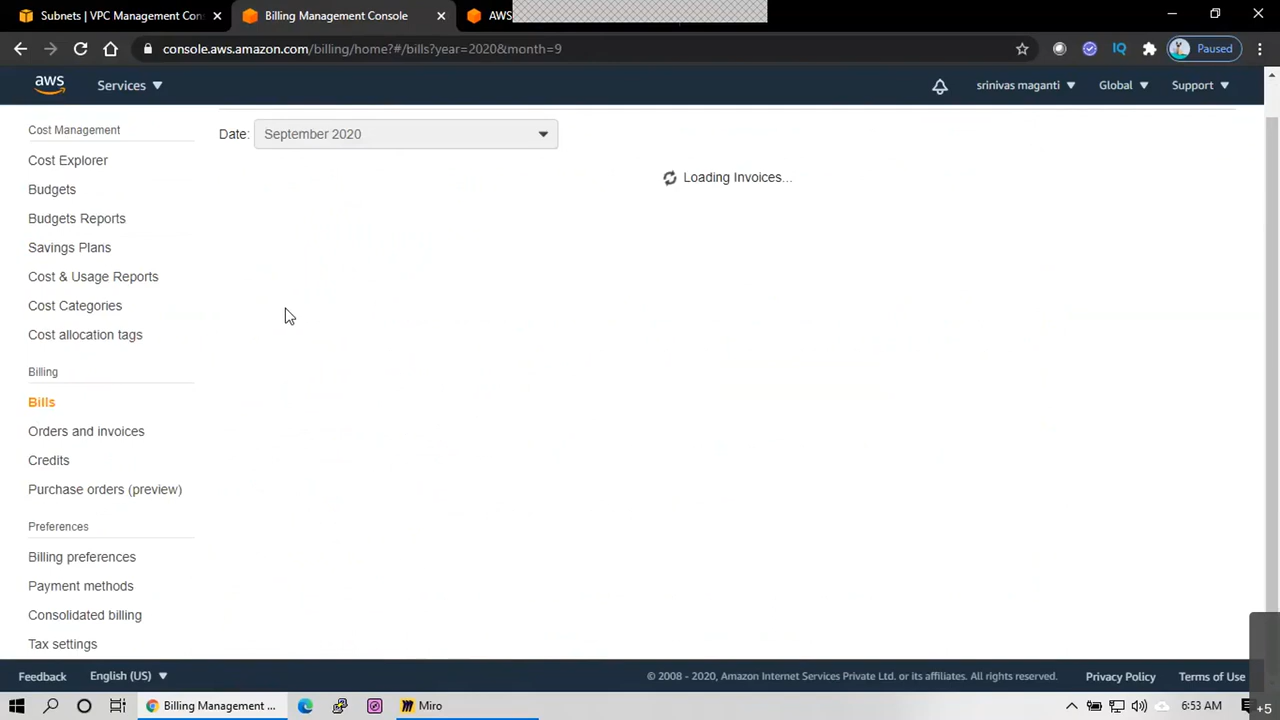 Subnets | VPC Management Con
Billing Management Console
AWS
console.aws.amazon.com/billing/home?#/bills?year=2020&month=9
IQ
Paused
aws
Services
srinivas maganti
Global
Support
Cost Management
Date:
September 2020
Cost Explorer
Loading Invoices...
Budgets
Budgets Reports
Savings Plans
Cost & Usage Reports
Cost Categories
Cost allocation tags
Billing
Bills
Orders and invoices
Credits
Purchase orders (preview)
Preferences
Billing preferences
Payment methods
Consolidated billing
Tax settings
Feedback
English (US)
© 2008 - 2020, Amazon Internet Services Private Ltd. or its affiliates. All rights reserved.
Privacy Policy
Terms of Use
Billing Management ...
Miro
6:53 AM
+5